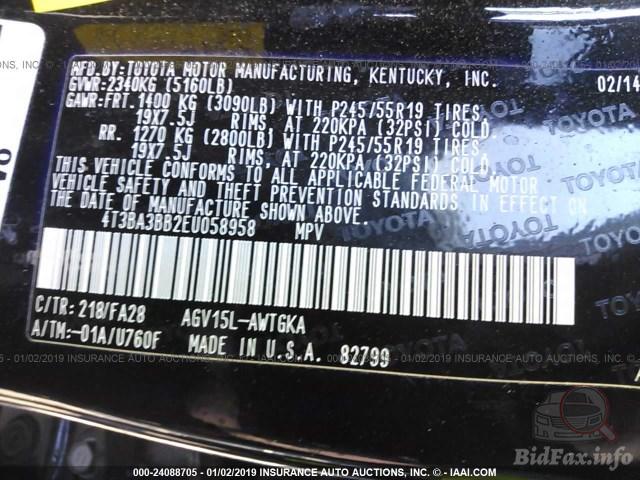 MFD.BY:TOYOTA MOTOR MANUFACTURING, KENTUCKY, INC.
02/14
GVWR:2340KG (5160LB)
GAWR:FRT.1400 KG (3090LB) WITH P245/55R19 TIRES,
19X7.5J RIMS, AT 220KPA (32PSI) COLD.
RR. 1270 KG (2800LB) WITH P245/55R19 TIRES,
19X7.5J RIMS, AT 220KPA (32PSI) COLD.
THIS VEHICLE CONFORMS TO ALL APPLICABLE FEDERAL MOTOR
VEHICLE SAFETY AND THEFT PREVENTION STANDARDS IN EFFECT ON
THE DATE OF MANUFACTURE SHOWN ABOVE.
4T3BA3BB2EU058958 MPV
C/TR:218/FA28 AGV15L-AWTGKA
A/TM:-01A/U760F MADE IN U.S.A. 82799
TOYOTA
TOYOTA
TOYOTA
TOYOTA
000-24088705 - 01/02/2019 - INSURANCE AUTO AUCTIONS, INC. - IAAI.COM
BidFax.info